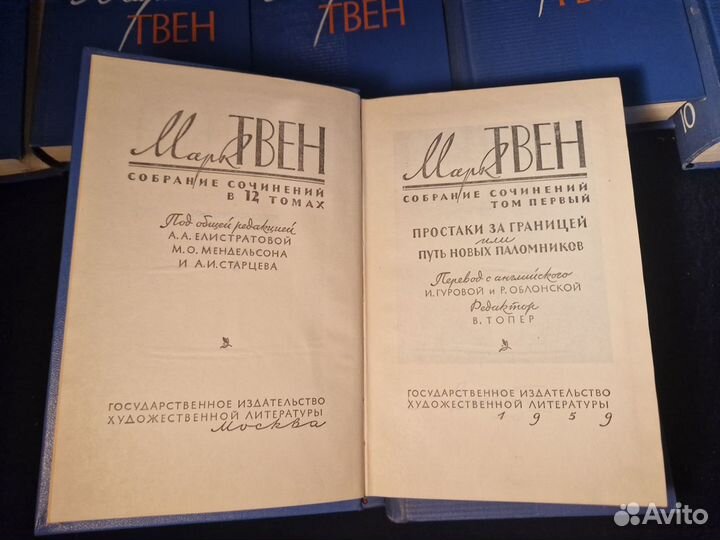 Марк
ТВЕН
ТВЕН
ТВЕН
10
Марк ТВЕН
СОБРАНИЕ СОЧИНЕНИЙ
В 12 ТОМАХ
Под общей редакцией
А.А. ЕЛИСТРАТОВОЙ
М.О. МЕНДЕЛЬСОНА
И А.И. СТАРЦЕВА
ГОСУДАРСТВЕННОЕ ИЗДАТЕЛЬСТВО
ХУДОЖЕСТВЕННОЙ ЛИТЕРАТУРЫ
Москва
Марк ТВЕН
СОБРАНИЕ СОЧИНЕНИЙ
ТОМ ПЕРВЫЙ
ПРОСТАКИ ЗА ГРАНИЦЕЙ
или
ПУТЬ НОВЫХ ПАЛОМНИКОВ
Перевод с английского
И. ГУРОВОЙ и Р. ОБЛОНСКОЙ
Редактор
В. ТОПЕР
ГОСУДАРСТВЕННОЕ ИЗДАТЕЛЬСТВО
ХУДОЖЕСТВЕННОЙ ЛИТЕРАТУРЫ
1959
Avito